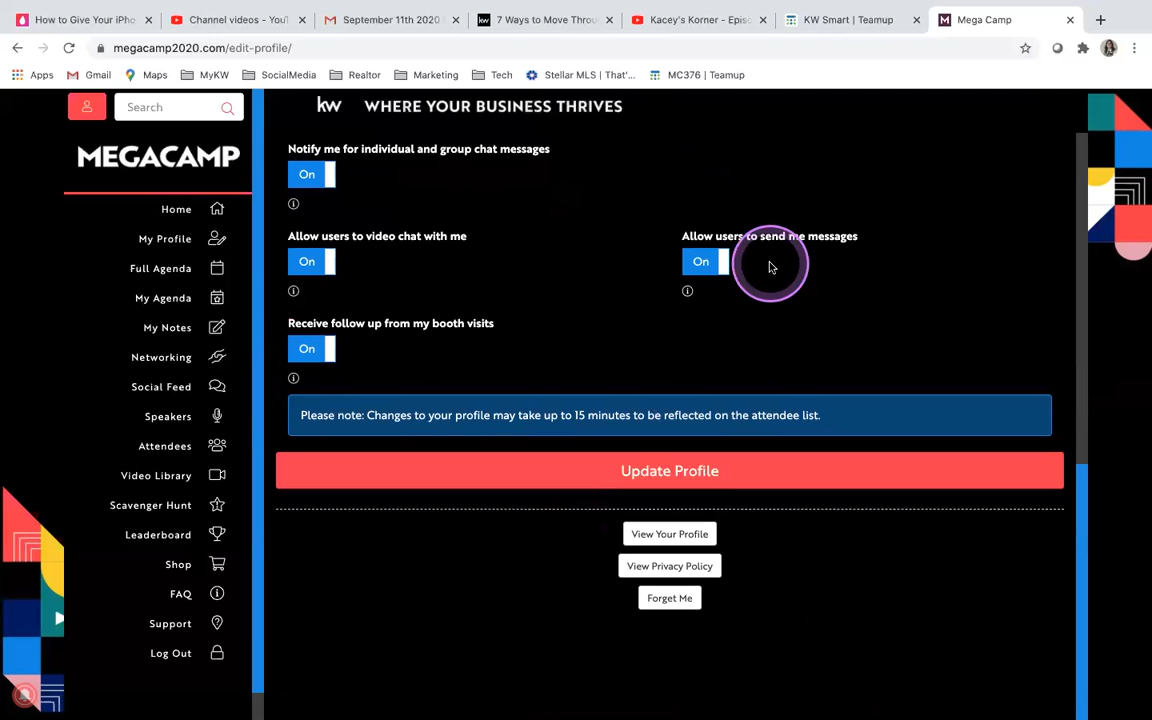 How to Give Your iPho
Channel videos - YouT
September 11th 2020
7 Ways to Move Throu
Kacey's Korner - Episo
KW Smart | Teamup
Mega Camp
megacamp2020.com/edit-profile/
Apps
Gmail
Maps
MyKW
SocialMedia
Realtor
Marketing
Tech
Stellar MLS | That'...
MC376 | Teamup
Search
kw WHERE YOUR BUSINESS THRIVES
MEGACAMP
Home
My Profile
Full Agenda
My Agenda
My Notes
Networking
Social Feed
Speakers
Attendees
Video Library
Scavenger Hunt
Leaderboard
Shop
FAQ
Support
Log Out
Notify me for individual and group chat messages
On
Allow users to video chat with me
On
Allow users to send me messages
On
Receive follow up from my booth visits
On
Please note: Changes to your profile may take up to 15 minutes to be reflected on the attendee list.
Update Profile
View Your Profile
View Privacy Policy
Forget Me